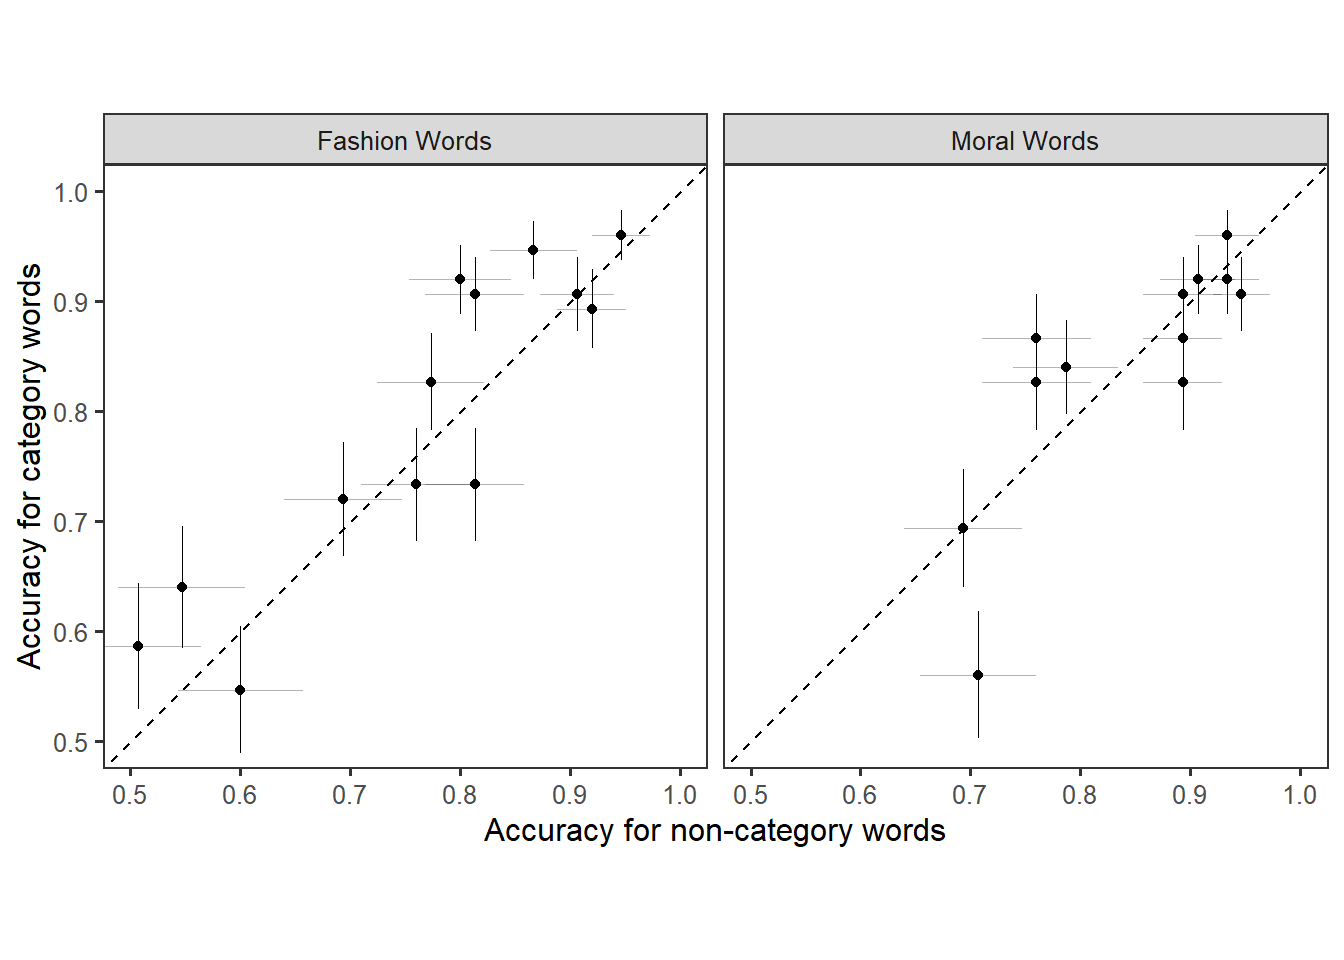 Fashion Words
Moral Words
Accuracy for category words
1.0
0.9
0.8
0.7
0.6
0.5
0.5 0.6 0.7 0.8 0.9 1.0
0.5 0.6 0.7 0.8 0.9 1.0
Accuracy for non-category words